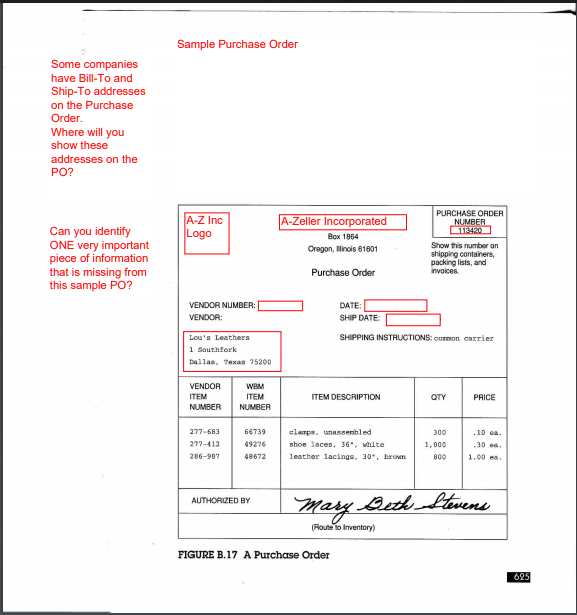 Sample Purchase Order
Some companies
have Bill-To and
Ship-To addresses
on the Purchase
Order.
Where will you
show these
addresses on the
PO?
Can you identify
ONE very important
piece of information
that is missing from
this sample PO?
A-Z Inc
Logo
A-Zeller Incorporated
Box 1864
Oregon, Illinois 61601
Purchase Order
PURCHASE ORDER
NUMBER
113420
Show this number on
shipping containers,
packing lists, and
invoices.
VENDOR NUMBER:
DATE:
VENDOR:
SHIP DATE:
Lou's Leathers
1 Southfork
Dallas, Texas 75200
SHIPPING INSTRUCTIONS: common carrier
VENDOR ITEM NUMBER WBM ITEM NUMBER ITEM DESCRIPTION QTY PRICE
277-683 66739 clamps, unassembled 300 .10 ea.
277-412 49276 shoe laces, 36", white 1,000 .30 ea.
286-987 48672 leather lacings, 30", brown 800 1.00 ea.
AUTHORIZED BY Mary Beth Stevens
(Route to Inventory)
FIGURE B.17 A Purchase Order
625